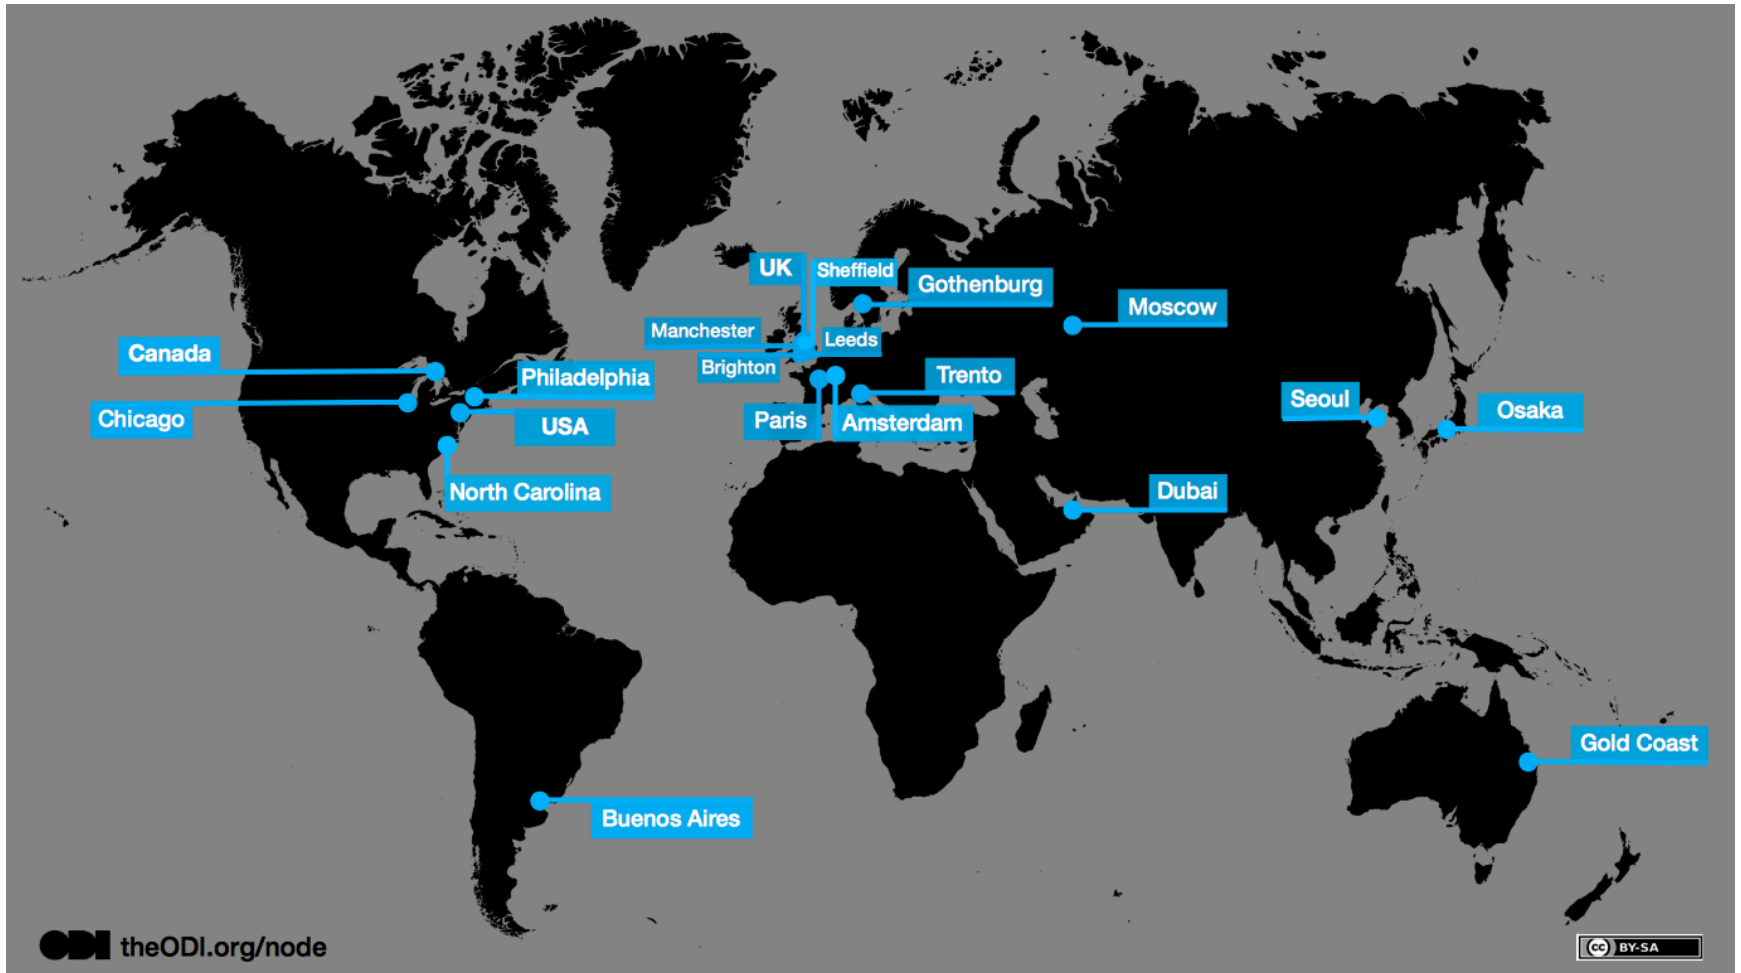 UK
Sheffield
Gothenburg
Moscow
Manchester
Leeds
Canada
Brighton
Philadelphia
Trento
Chicago
USA
Paris
Amsterdam
Seoul
Osaka
North Carolina
Dubai
Gold Coast
Buenos Aires
ODI theODI.org/node
cc BY-SA